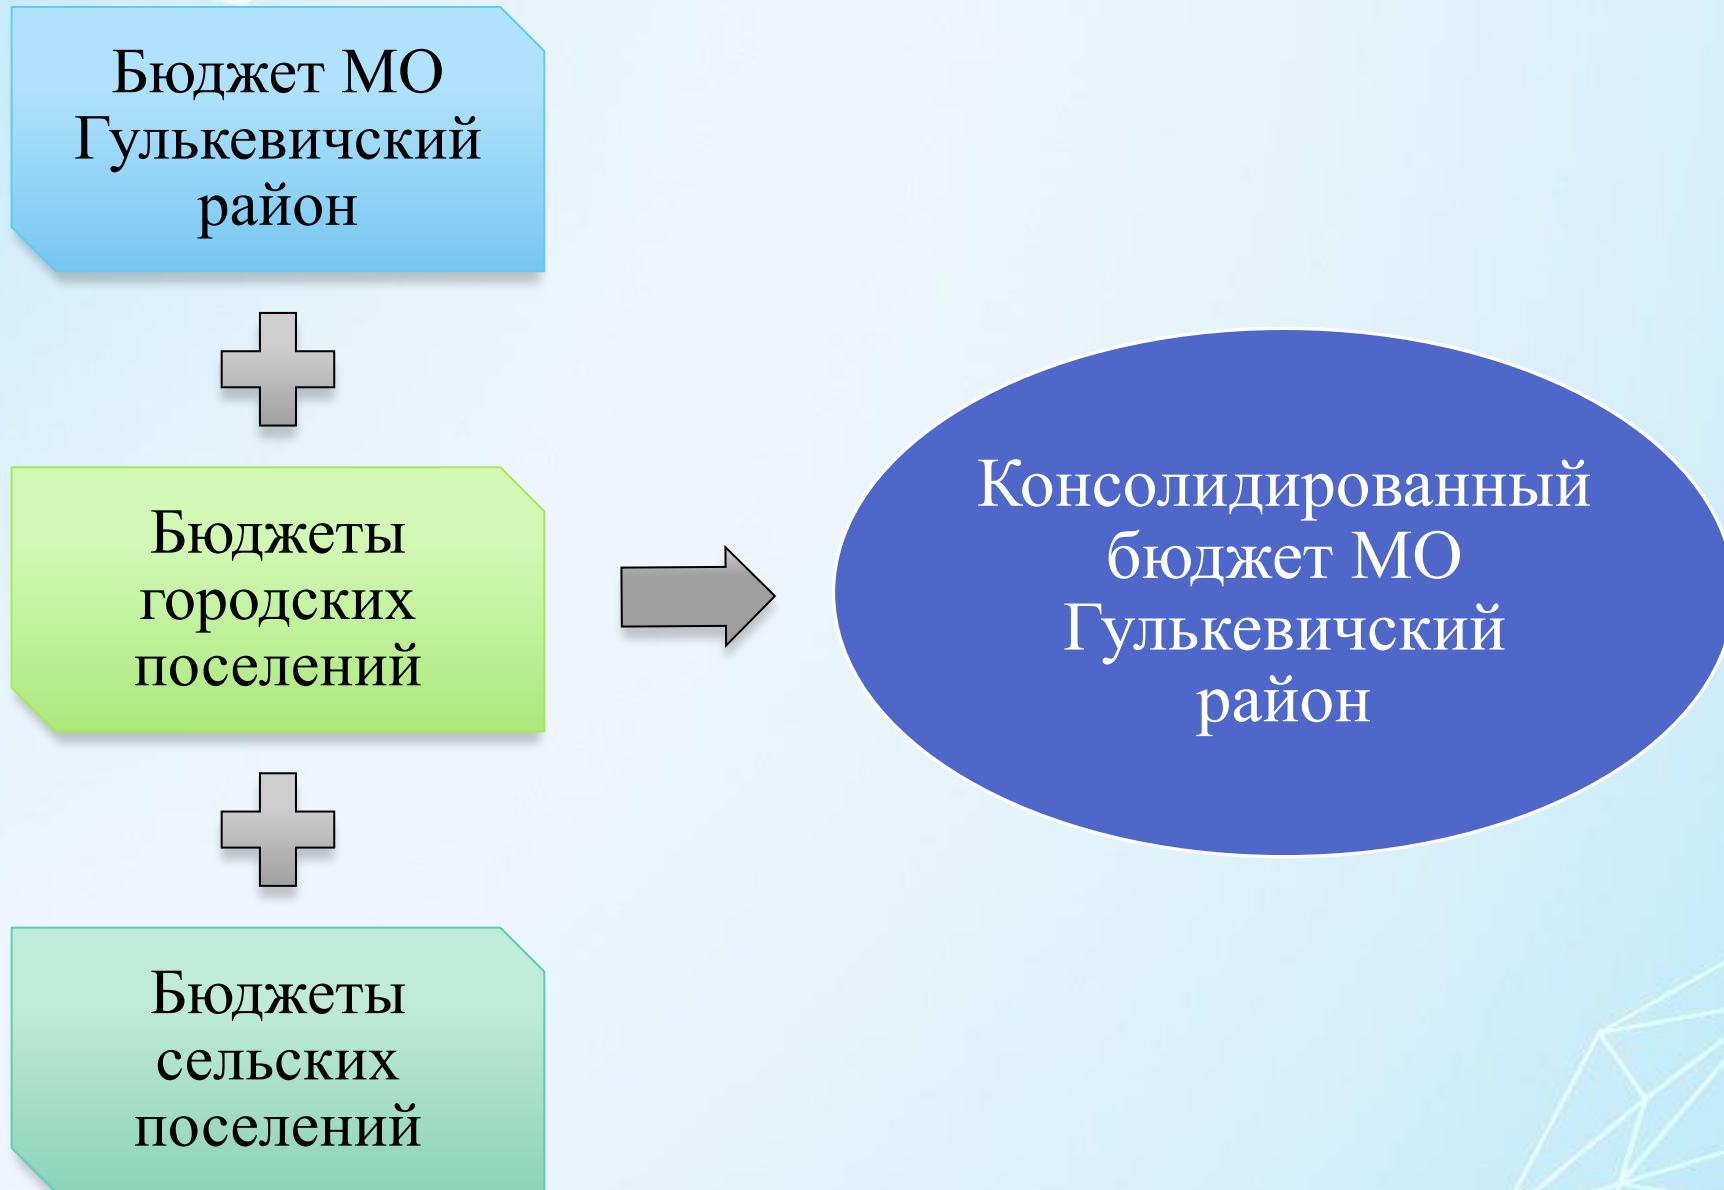 Бюджет МО
Гулькевичский
район
Бюджеты
городских
поселений
Бюджеты
сельских
поселений
Консолидированный
бюджет МО
Гулькевичский
район